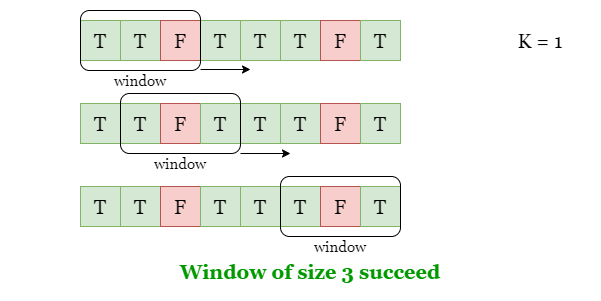 T T F T T T F T
K = 1
window
T T F T T T F T
window
T T F T T T F T
window
Window of size 3 succeed